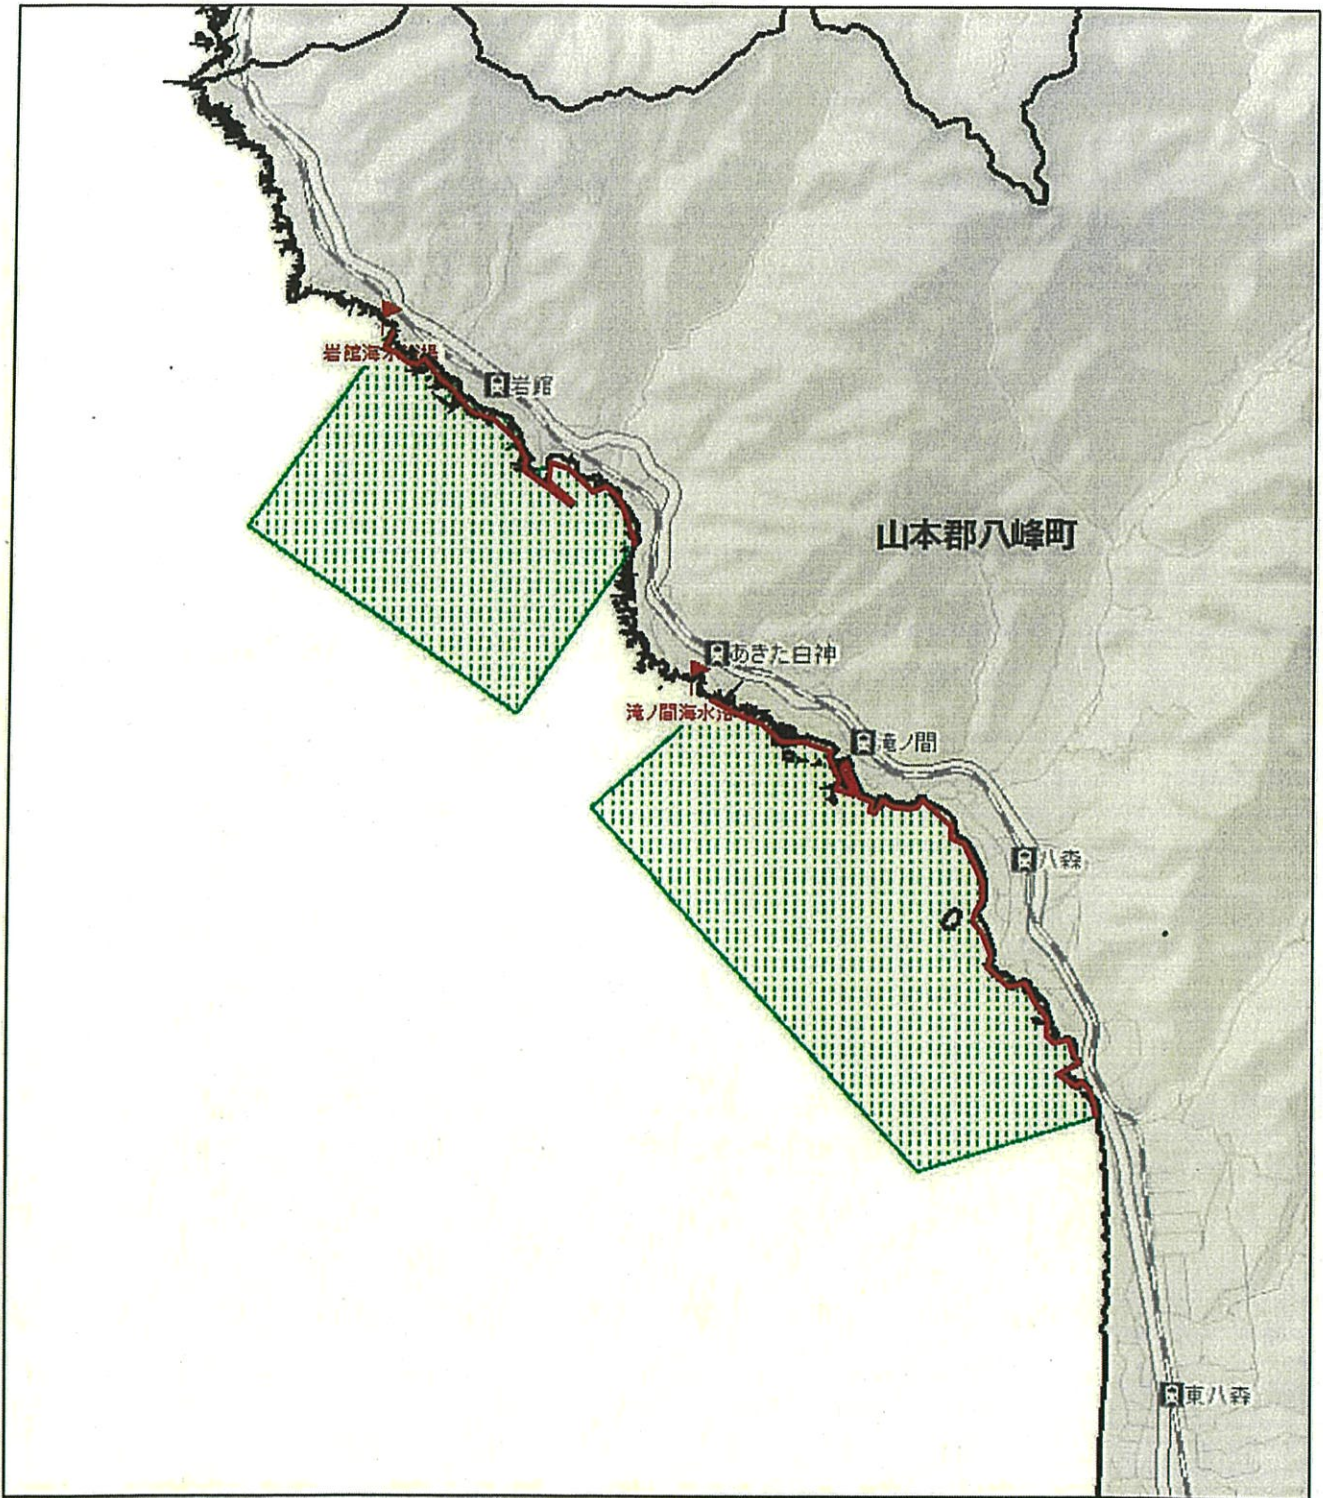 岩館海水浴場
岩館
山本郡八峰町
あきた白神
滝ノ間海水浴
滝ノ間
八森
東八森